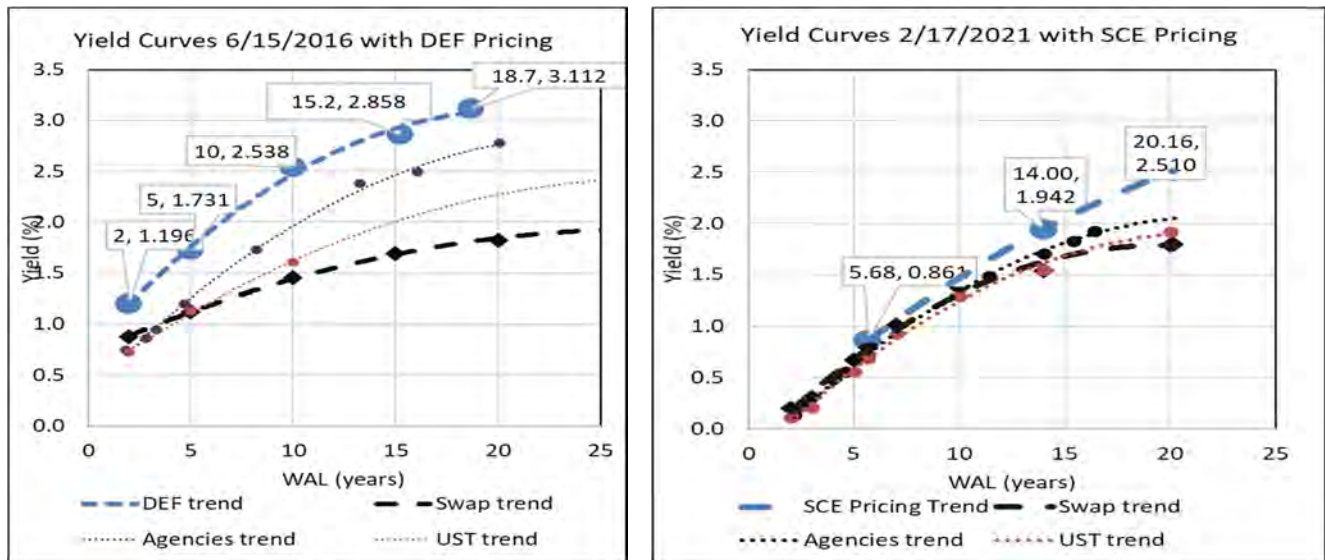 Yield Curves 6/15/2016 with DEF Pricing
3.5
3.0
2.5
2.0
1.5
1.0
0.5
0.0
Yield (%)
18.7, 3.112
15.2, 2.858
10, 2.538
5, 1.731
2, 1.196
0 5 10 15 20 25
WAL (years)
DEF trend Swap trend
Agencies trend UST trend
Yield Curves 2/17/2021 with SCE Pricing
3.5
3.0
2.5
2.0
1.5
1.0
0.5
0.0
Yield (%)
20.16,
2.510
14.00,
1.942
5.68, 0.861
0 5 10 15 20 25
WAL (years)
SCE Pricing Trend Swap trend
Agencies trend UST trend